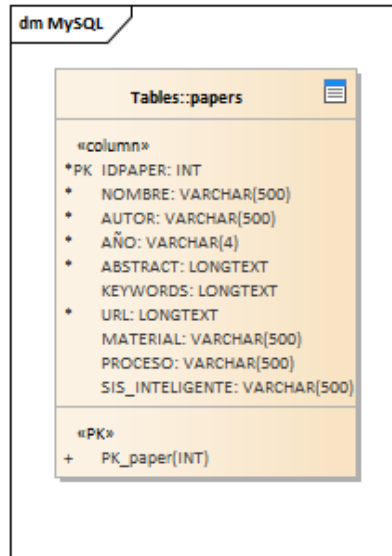 dm MySQL
Tables::papers
«column»
*PK IDPAPER: INT
* NOMBRE: VARCHAR(500)
* AUTOR: VARCHAR(500)
* AÑO: VARCHAR(4)
* ABSTRACT: LONGTEXT
KEYWORDS: LONGTEXT
* URL: LONGTEXT
MATERIAL: VARCHAR(500)
PROCESO: VARCHAR(500)
SIS_INTELIGENTE: VARCHAR(500)
«PK»
+ PK_paper(INT)